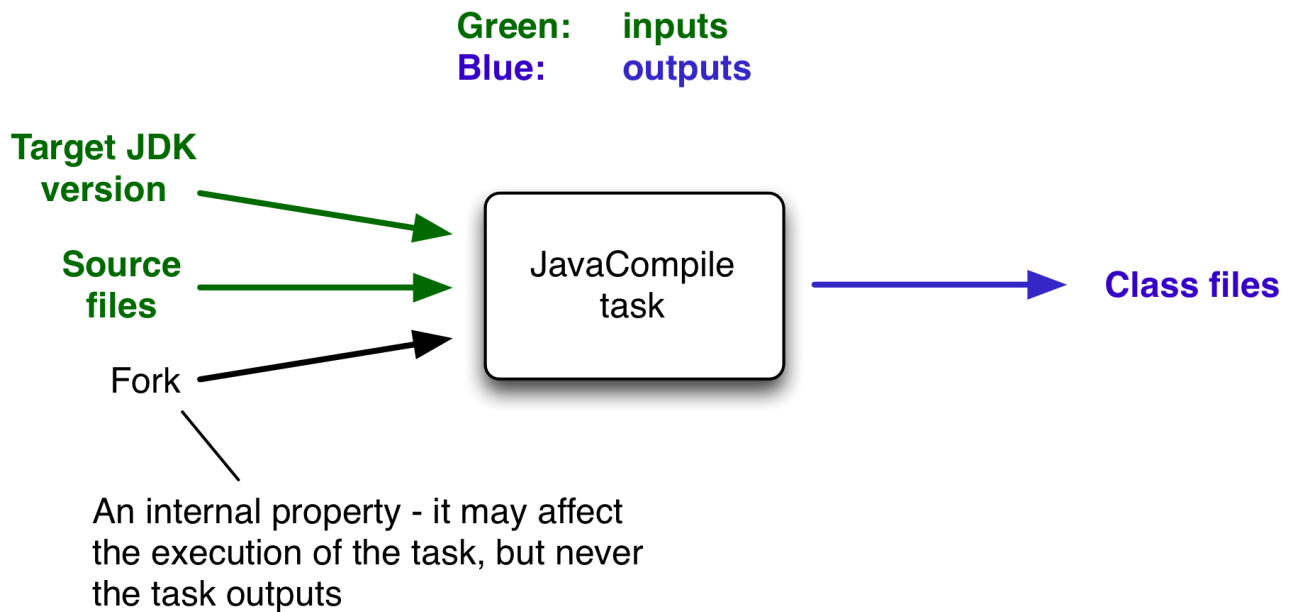 Green: inputs
Blue: outputs
Target JDK
version
Source
files
Fork
JavaCompile
task
Class files
An internal property - it may affect
the execution of the task, but never
the task outputs